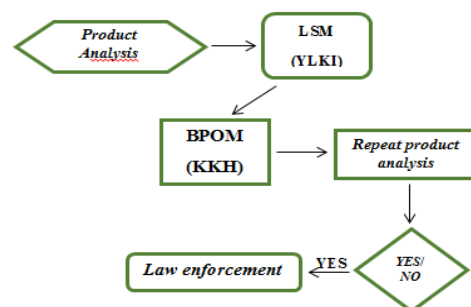 Product
Analysis
LSM
(YLKI)
BPOM
(KKH)
Repeat product
analysis
YES/
NO
YES
Law enforcement